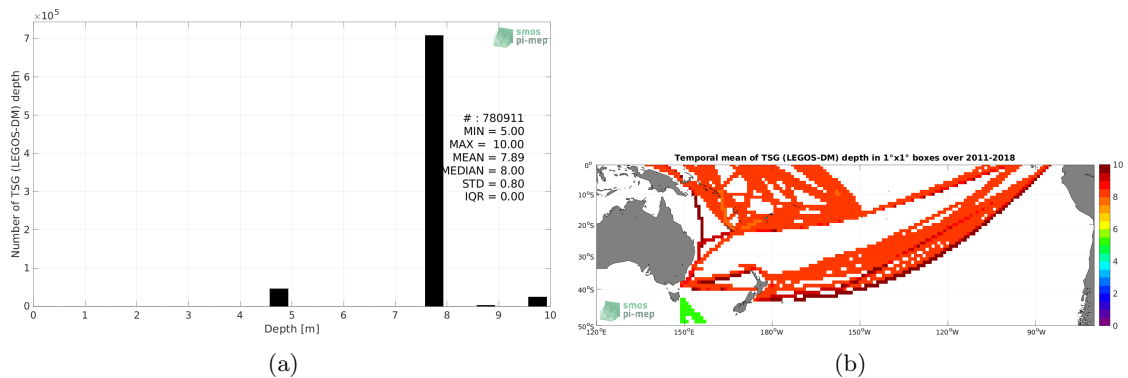 ×10⁵
7
6
5
4
3
2
1
0
Number of TSG (LEGOS-DM) depth
0 1 2 3 4 5 6 7 8 9 10
Depth [m]
smos
pi-mep
# : 780911
MIN = 5.00
MAX = 10.00
MEAN = 7.89
MEDIAN = 8.00
STD = 0.80
IQR = 0.00
(a)
Temporal mean of TSG (LEGOS-DM) depth in 1°x1° boxes over 2011-2018
0°
10°S
20°S
30°S
40°S
50°S
120°E 150°E 180°W 150°W 120°W 90°W
smos
pi-mep
10
8
6
4
2
0
(b)